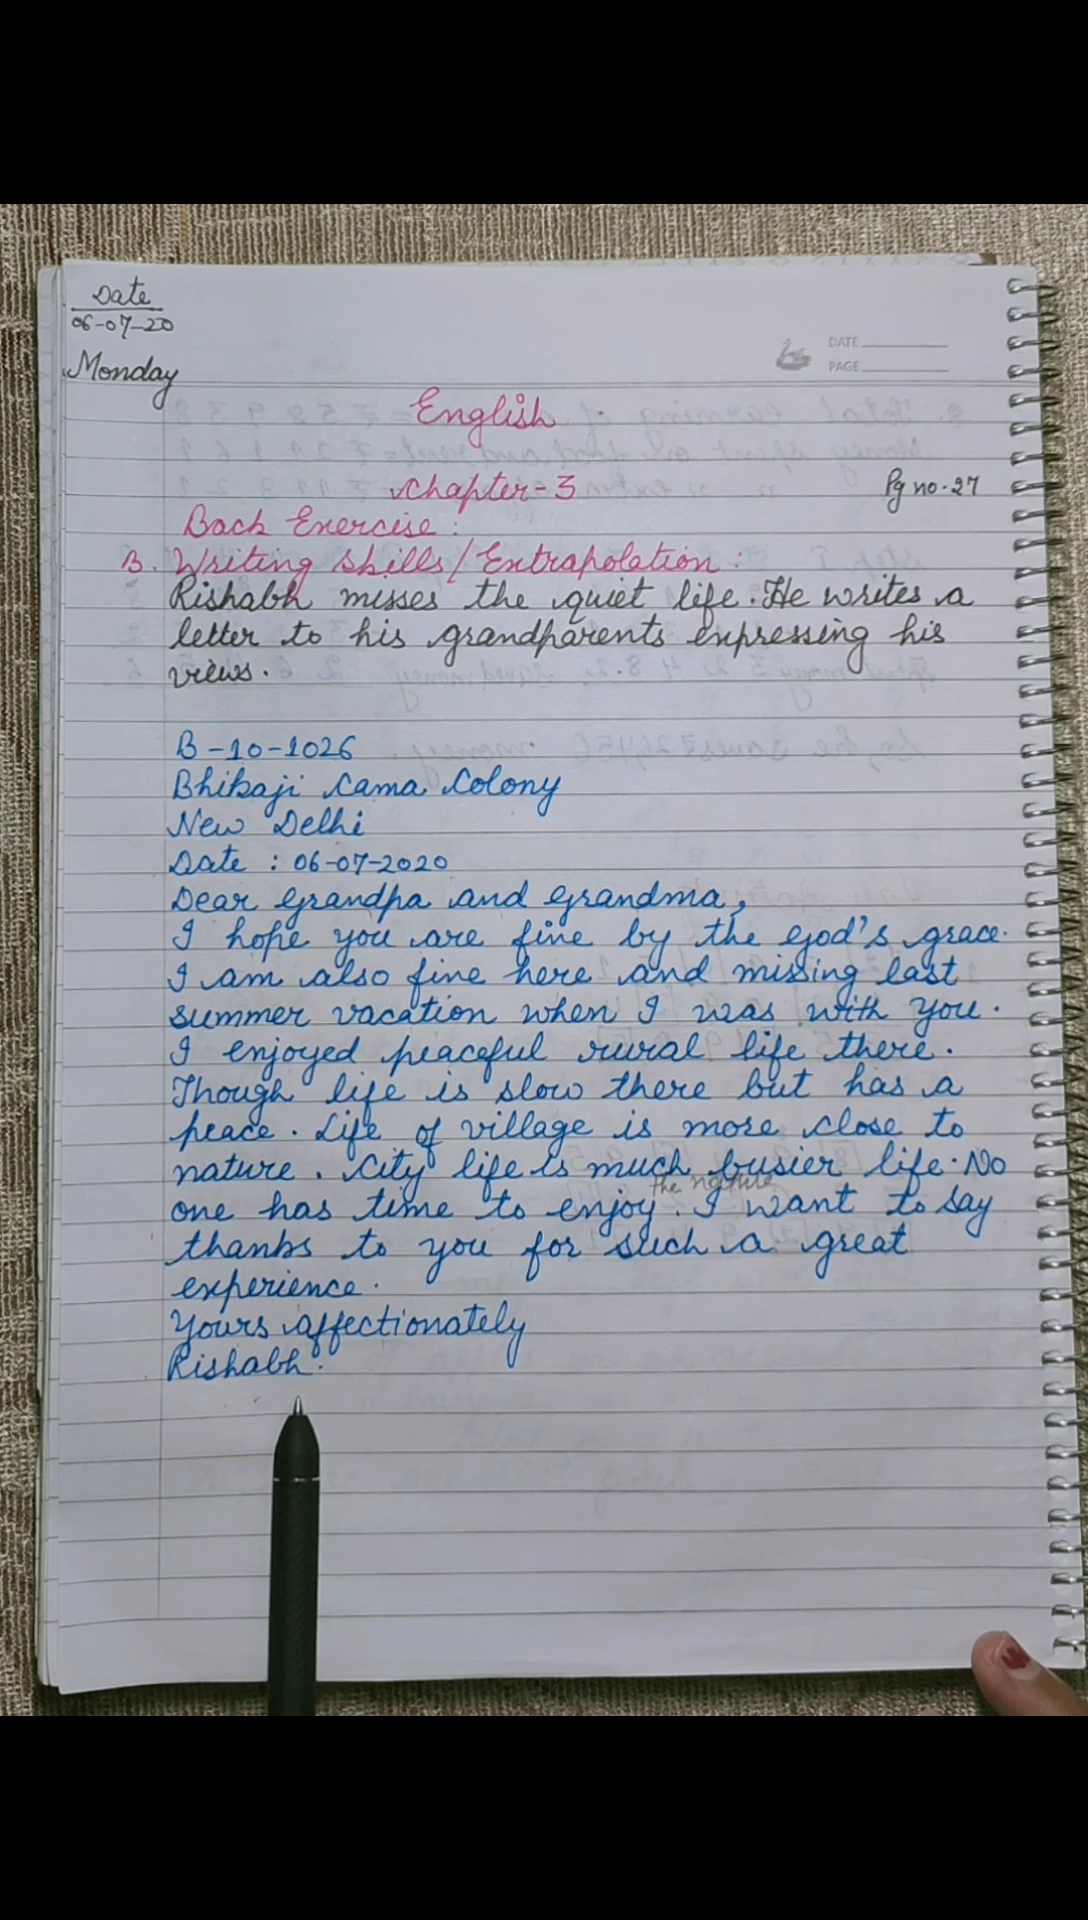 Date
06-07-20
Monday
DATE
PAGE
English
Chapter-3
Pg no.27
Back Exercise:
B. Writing skills/Extrapolation:
Rishabh misses the quiet life. He writes a
letter to his grandparents expressing his
views.
B-10-1026
Bhikaji Cama Colony
New Delhi
Date : 06-07-2020
Dear Grandpa and Grandma,
I hope you are fine by the God's grace.
I am also fine here and missing last
summer vacation when I was with you.
I enjoyed peaceful rural life there.
Though life is slow there but has a
peace. Life of village is more close to
nature. City life is much busier life. No
the nature
one has time to enjoy. I want to say
thanks to you for such a great
experience.
Yours affectionately
Rishabh.